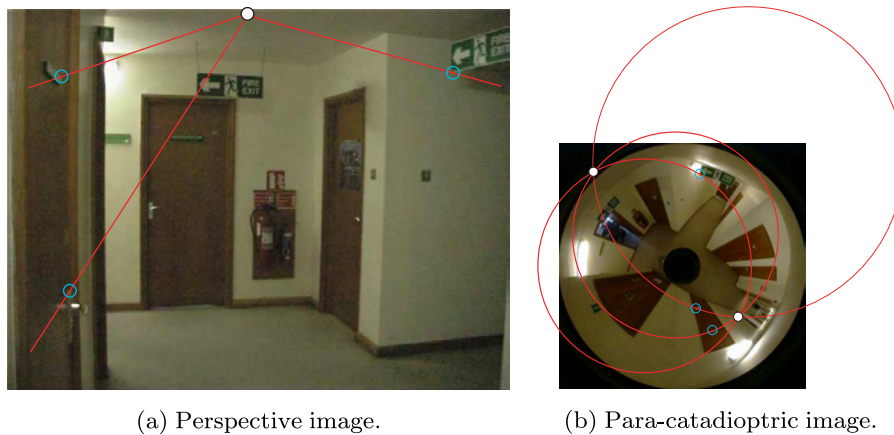 FIRE
EXIT
FIRE
EXIT
(a) Perspective image.
(b) Para-catadioptric image.